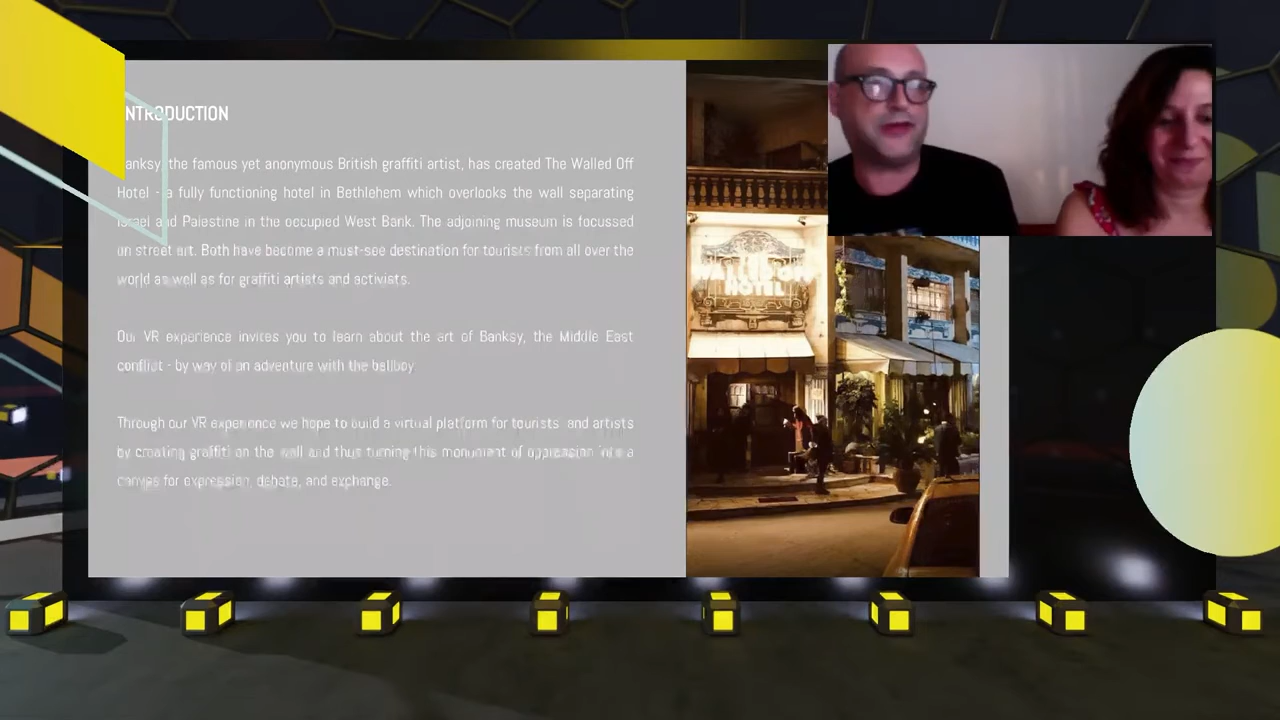 INTRODUCTION
Banksy, the famous yet anonymous British graffiti artist, has created The Walled Off
Hotel - a fully functioning hotel in Bethlehem which overlooks the wall separating
Israel and Palestine in the occupied West Bank. The adjoining museum is focussed
on street art. Both have become a must-see destination for tourists from all over the
world as well as for graffiti artists and activists.
Our VR experience invites you to learn about the art of Banksy, the Middle East
conflict - by way of an adventure with the bellboy.
Through our VR experience we hope to build a virtual platform for tourists and artists
by creating graffiti on the wall and thus turning this monument of oppression into a
canvas for expression, debate, and exchange.
THE
WALLED OFF
HOTEL